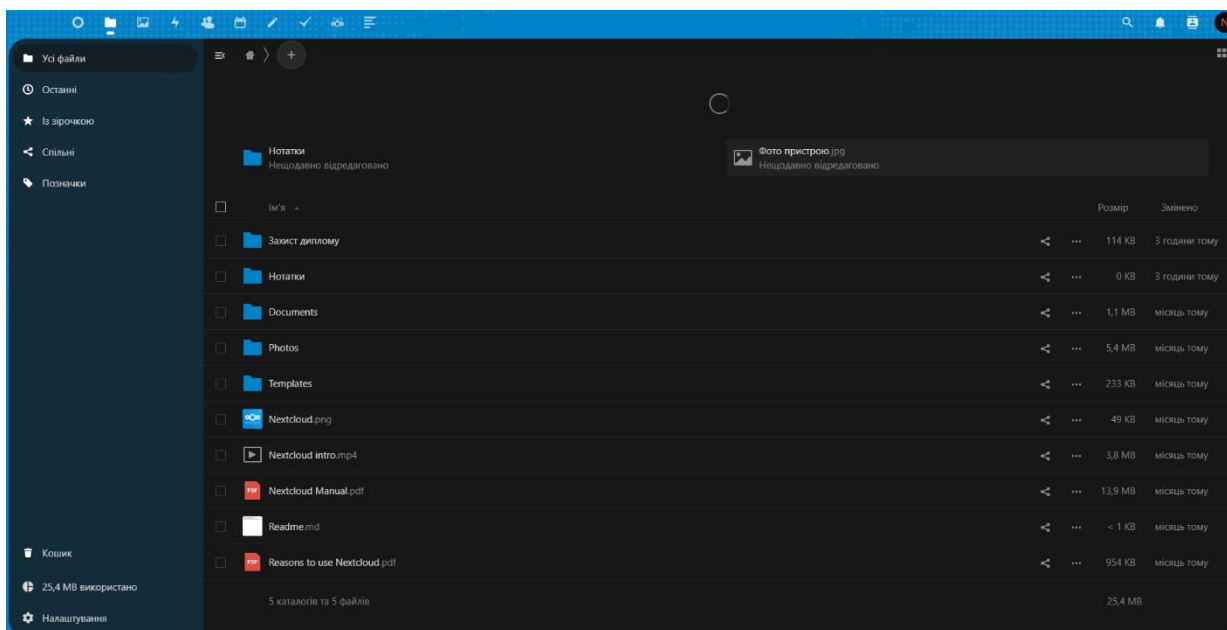 Усі файли
Останні
Із зірочкою
Спільні
Позначки
Нотатки
Нещодавно відредаговано
Фото пристрою.jpg
Нещодавно відредаговано
Ім'я Розмір Змінено
Захист диплому 114 KB 3 години тому
Нотатки 0 KB 3 години тому
Documents 1,1 MB місяць тому
Photos 5,4 MB місяць тому
Templates 233 KB місяць тому
Nextcloud.png 49 KB місяць тому
Nextcloud intro.mp4 3,8 MB місяць тому
PDF Nextcloud Manual.pdf 13,9 MB місяць тому
Readme.md < 1 KB місяць тому
PDF Reasons to use Nextcloud.pdf 954 KB місяць тому
5 каталогів та 5 файлів 25,4 MB
Кошик
25,4 MB використано
Налаштування